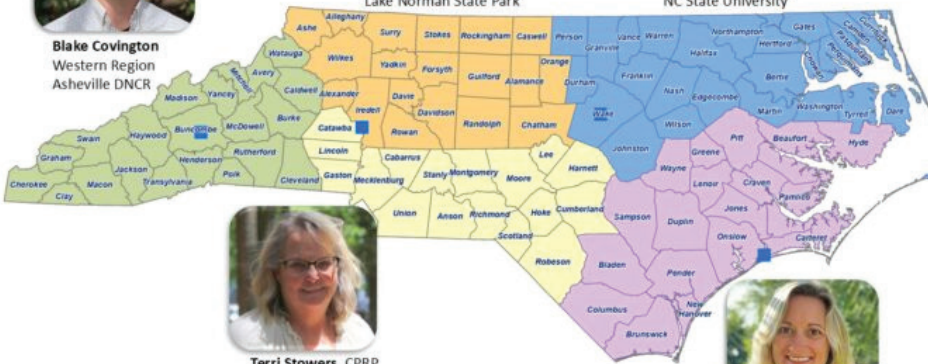 Lake Norman State Park
NC State University
Blake Covington
Western Region
Asheville DNCR
Alleghany
Ashe
Surry
Stokes
Rockingham
Caswell
Person
Granville
Vance
Warren
Northampton
Gates
Hertford
Halifax
Watauga
Wilkes
Yadkin
Forsyth
Guilford
Alamance
Orange
Durham
Franklin
Bertie
Mitchell
Avery
Caldwell
Alexander
Davie
Nash
Edgecombe
Madison
Yancey
Iredell
Davidson
Wake
Martin
Washington
Tyrrell
Dare
Burke
Catawba
Rowan
Randolph
Chatham
Wilson
Swain
Haywood
Buncombe
McDowell
Lincoln
Cabarrus
Lee
Johnston
Pitt
Beaufort
Hyde
Graham
Jackson
Henderson
Rutherford
Gaston
Mecklenburg
Stanly
Montgomery
Moore
Harnett
Wayne
Greene
Cherokee
Clay
Macon
Transylvania
Polk
Cleveland
Lenoir
Craven
Pamlico
Union
Anson
Richmond
Hoke
Cumberland
Sampson
Duplin
Jones
Scotland
Onslow
Carteret
Robeson
Bladen
Pender
Columbus
New
Hanover
Brunswick
Terri Stowers, CPRP